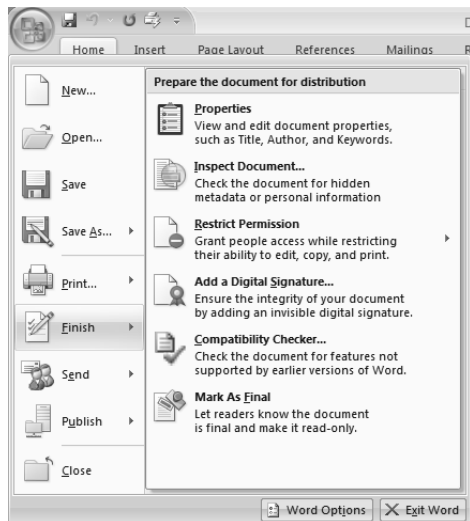 Home Insert Page Layout References Mailings
New...
Open...
Save
Save As...
Print...
Finish
Send
Publish
Close
Prepare the document for distribution
Properties
View and edit document properties,
such as Title, Author, and Keywords.
Inspect Document...
Check the document for hidden
metadata or personal information
Restrict Permission
Grant people access while restricting
their ability to edit, copy, and print.
Add a Digital Signature...
Ensure the integrity of your document
by adding an invisible digital signature.
Compatibility Checker...
Check the document for features not
supported by earlier versions of Word.
Mark As Final
Let readers know the document
is final and make it read-only.
Word Options Exit Word